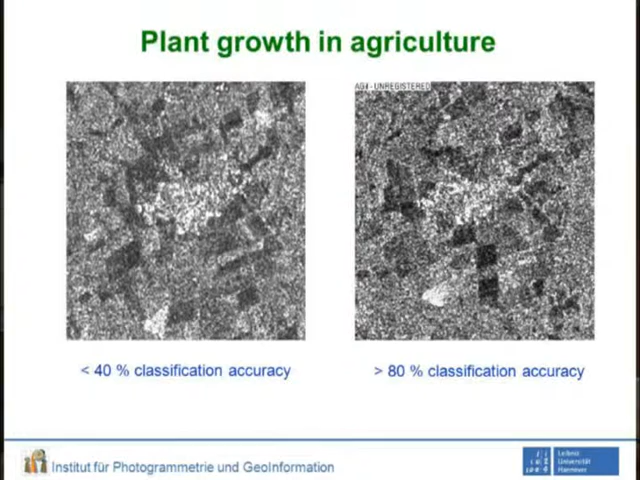 Plant growth in agriculture
- UNREGISTERED
< 40 % classification accuracy
> 80 % classification accuracy
Institut für Photogrammetrie und GeoInformation
Leibniz
Universität
Hannover